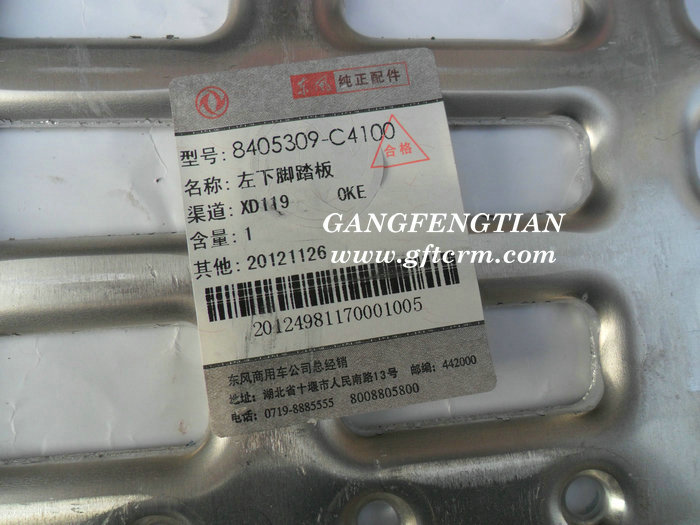 东风 纯正配件
型号: 8405309-C4100
合格
名称: 左下脚踏板
渠道: XD119 OKE
含量: 1
其他: 20121126
20124981170001005
东风商用车公司总经销
地址: 湖北省十堰市人民南路13号 邮编: 442000
电话: 0719-8885555 8008805800
GANGFENGTIAN
www.gftcrm.com